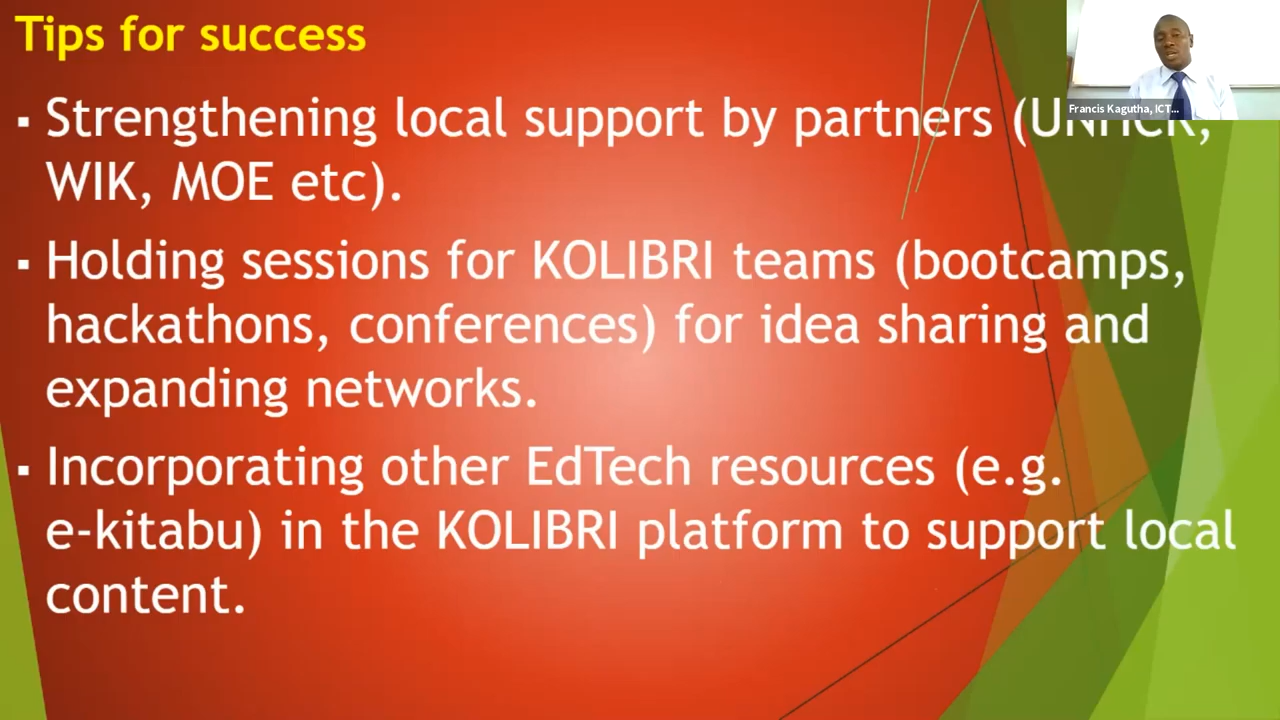 Tips for success
Francis Kagutha, ICT...
▪ Strengthening local support by partners (UNHCR,
WIK, MOE etc).
▪ Holding sessions for KOLIBRI teams (bootcamps,
hackathons, conferences) for idea sharing and
expanding networks.
▪ Incorporating other EdTech resources (e.g.
e-kitabu) in the KOLIBRI platform to support local
content.